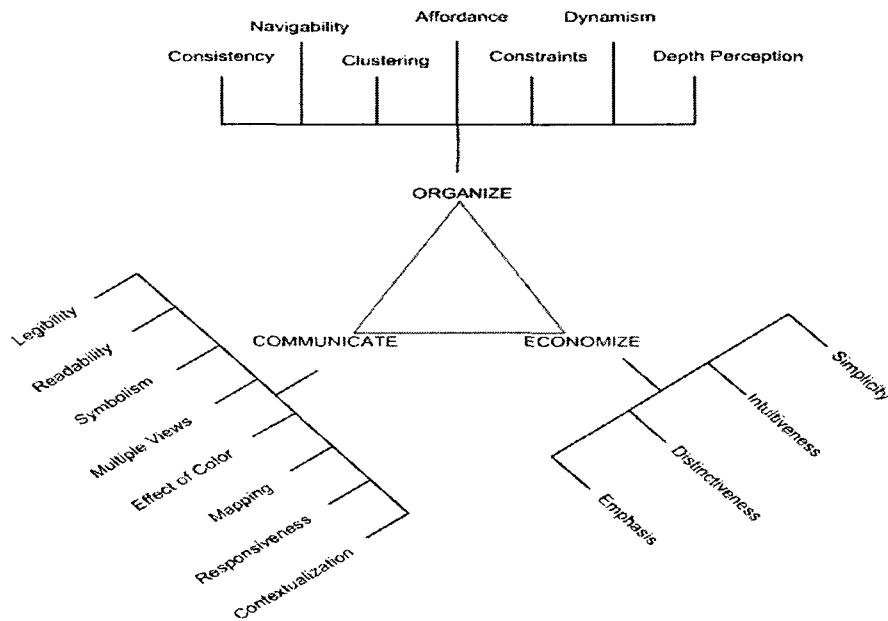 Affordance
Dynamism
Navigability
Consistency
Clustering
Constraints
Depth Perception
ORGANIZE
COMMUNICATE
ECONOMIZE
Legibility
Readability
Symbolism
Multiple Views
Effect of Color
Mapping
Responsiveness
Contextualization
Simplicity
Intuitiveness
Distinctiveness
Emphasis